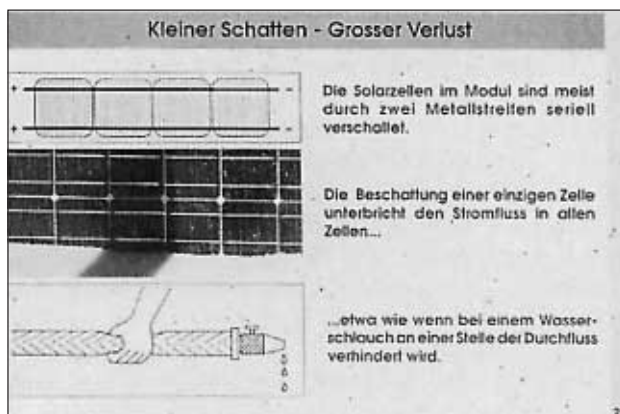 Kleiner Schatten - Grosser Verlust
+ -
+ -
Die Solarzellen im Modul sind meist
durch zwei Metallstreifen seriell
verschaltet.
Die Beschattung einer einzigen Zelle
unterbricht den Stromfluss in allen
Zellen...
...etwa wie wenn bei einem Wasser-
schlauch an einer Stelle der Durchfluss
verhindert wird.